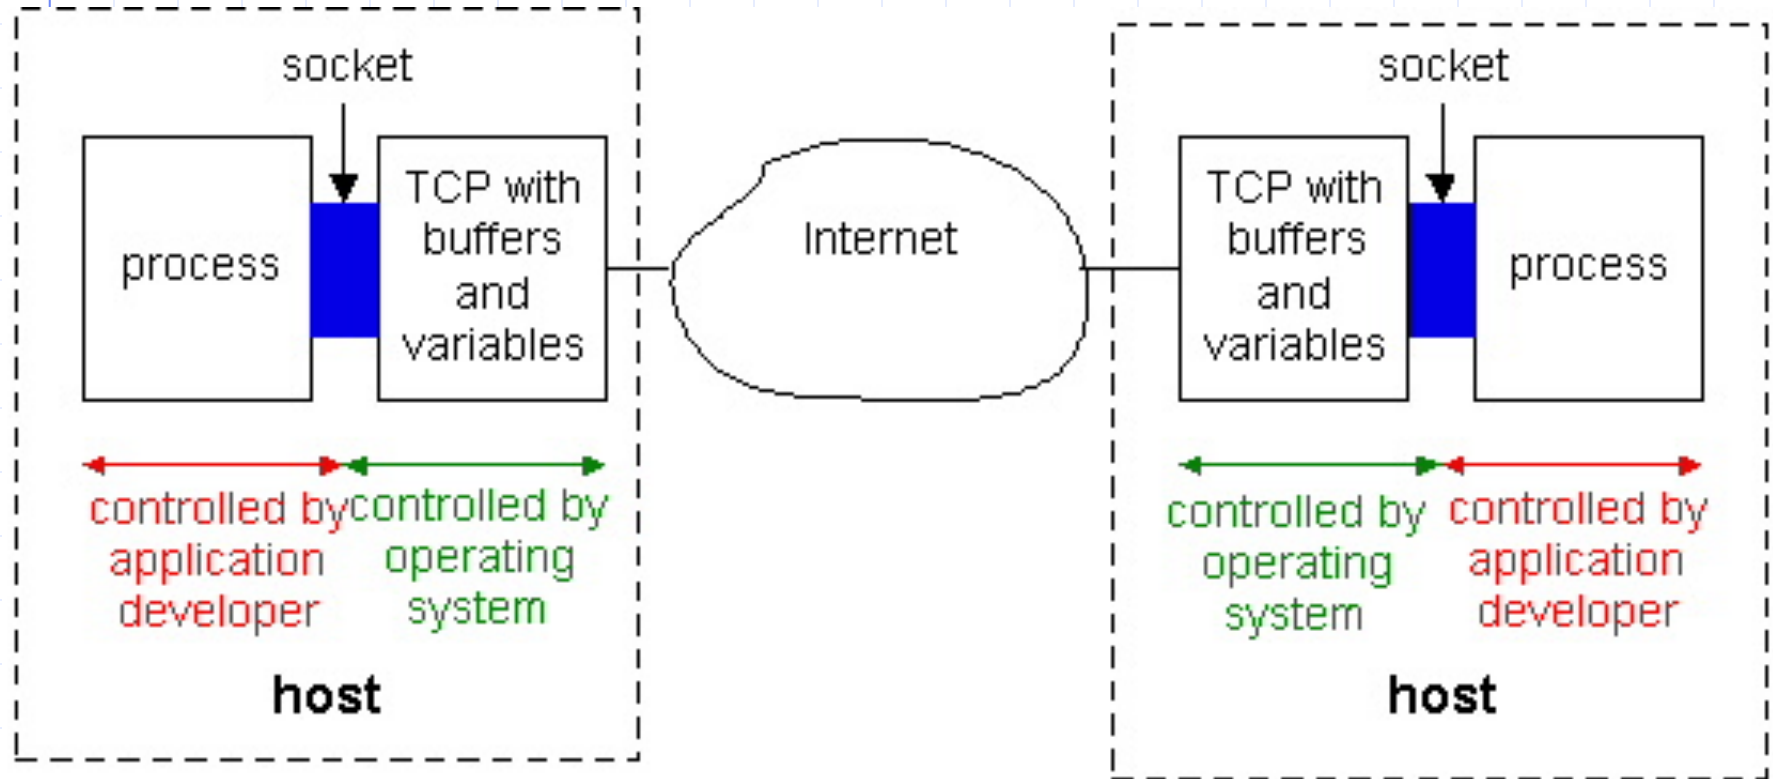 socket
process
TCP with
buffers
and
variables
controlled by
application
developer
controlled by
operating
system
host
Internet
socket
TCP with
buffers
and
variables
process
controlled by
operating
system
controlled by
application
developer
host